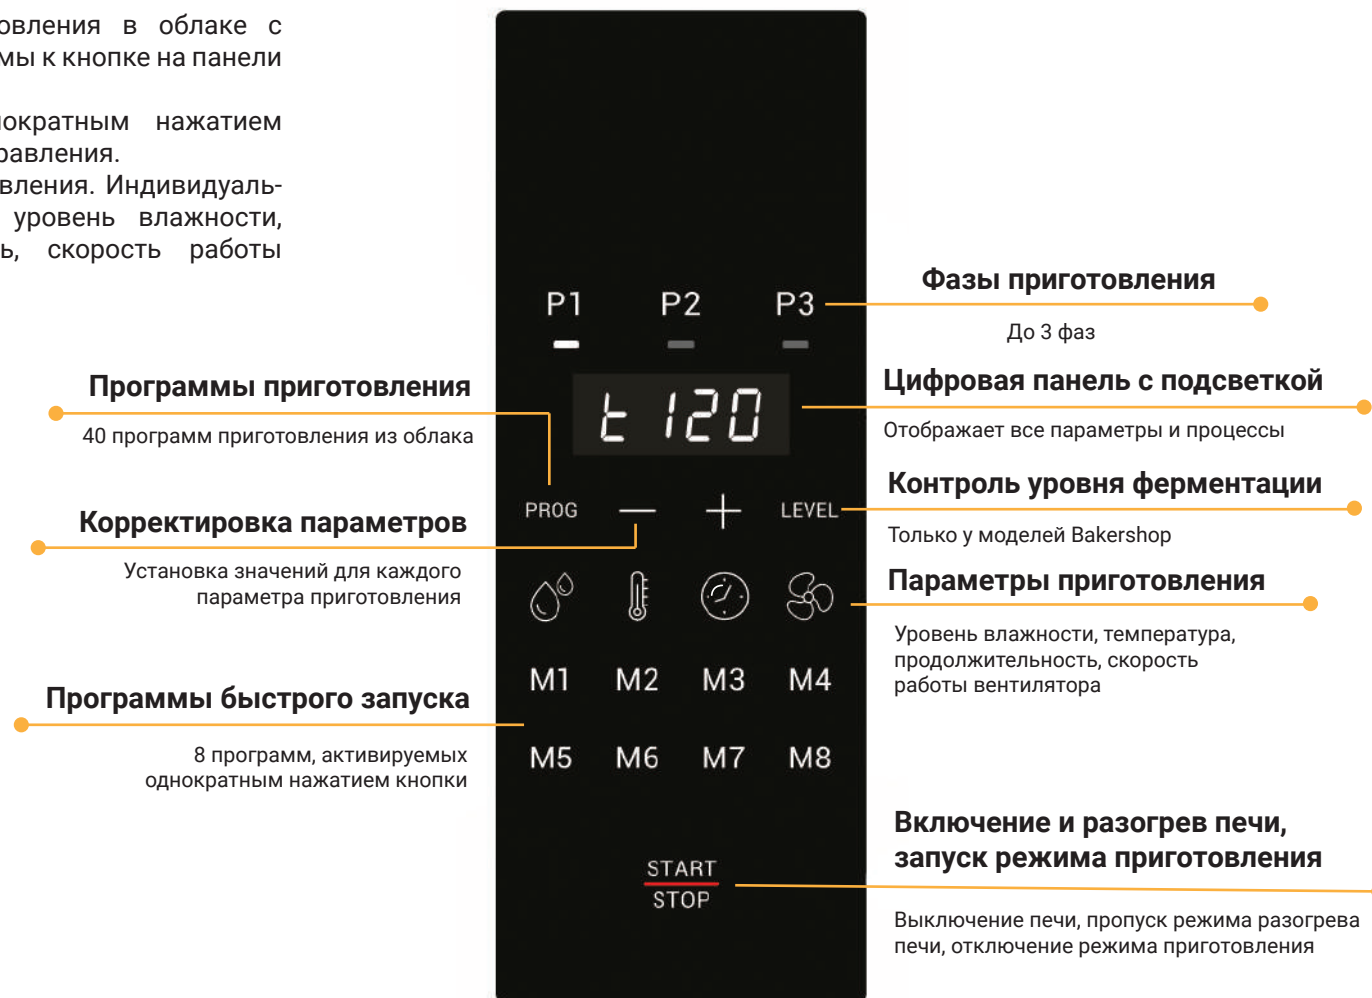 овления в облаке с
мы к кнопке на панели
нократным нажатием
равления.
вления. Индивидуаль-
уровень влажности,
ь, скорость работы
P1 P2 P3
Фазы приготовления
До 3 фаз
Программы приготовления
40 программ приготовления из облака
t 120
Цифровая панель с подсветкой
Отображает все параметры и процессы
PROG — + LEVEL
Контроль уровня ферментации
Только у моделей Bakershop
Корректировка параметров
Установка значений для каждого
параметра приготовления
Параметры приготовления
Уровень влажности, температура,
продолжительность, скорость
работы вентилятора
M1 M2 M3 M4
Программы быстрого запуска
8 программ, активируемых
однократным нажатием кнопки
M5 M6 M7 M8
START
STOP
Включение и разогрев печи,
запуск режима приготовления
Выключение печи, пропуск режима разогрева
печи, отключение режима приготовления